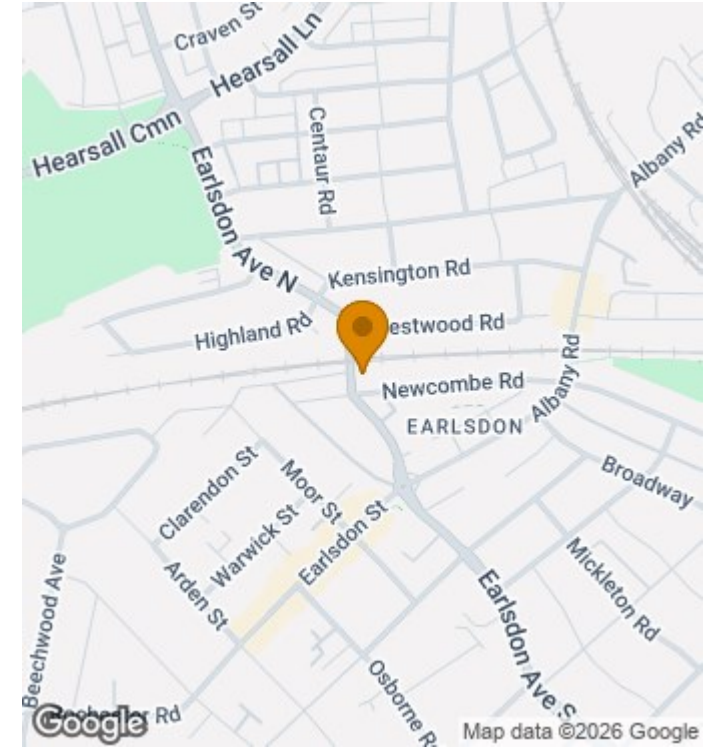 Craven St
Hearsall Ln
Hearsall Cmn
Centaur Rd
Albany Rd
Earlsdon Ave N
Kensington Rd
Highland Rd
estwood Rd
Newcombe Rd
Albany Rd
EARLSDON
Broadway
Clarendon St
Moor St
Warwick St
Earlsdon St
Mickleton Rd
Arden St
Beechwood Ave
Earlsdon Ave S
Osborne Rd
Rd
Google
Map data ©2026 Google